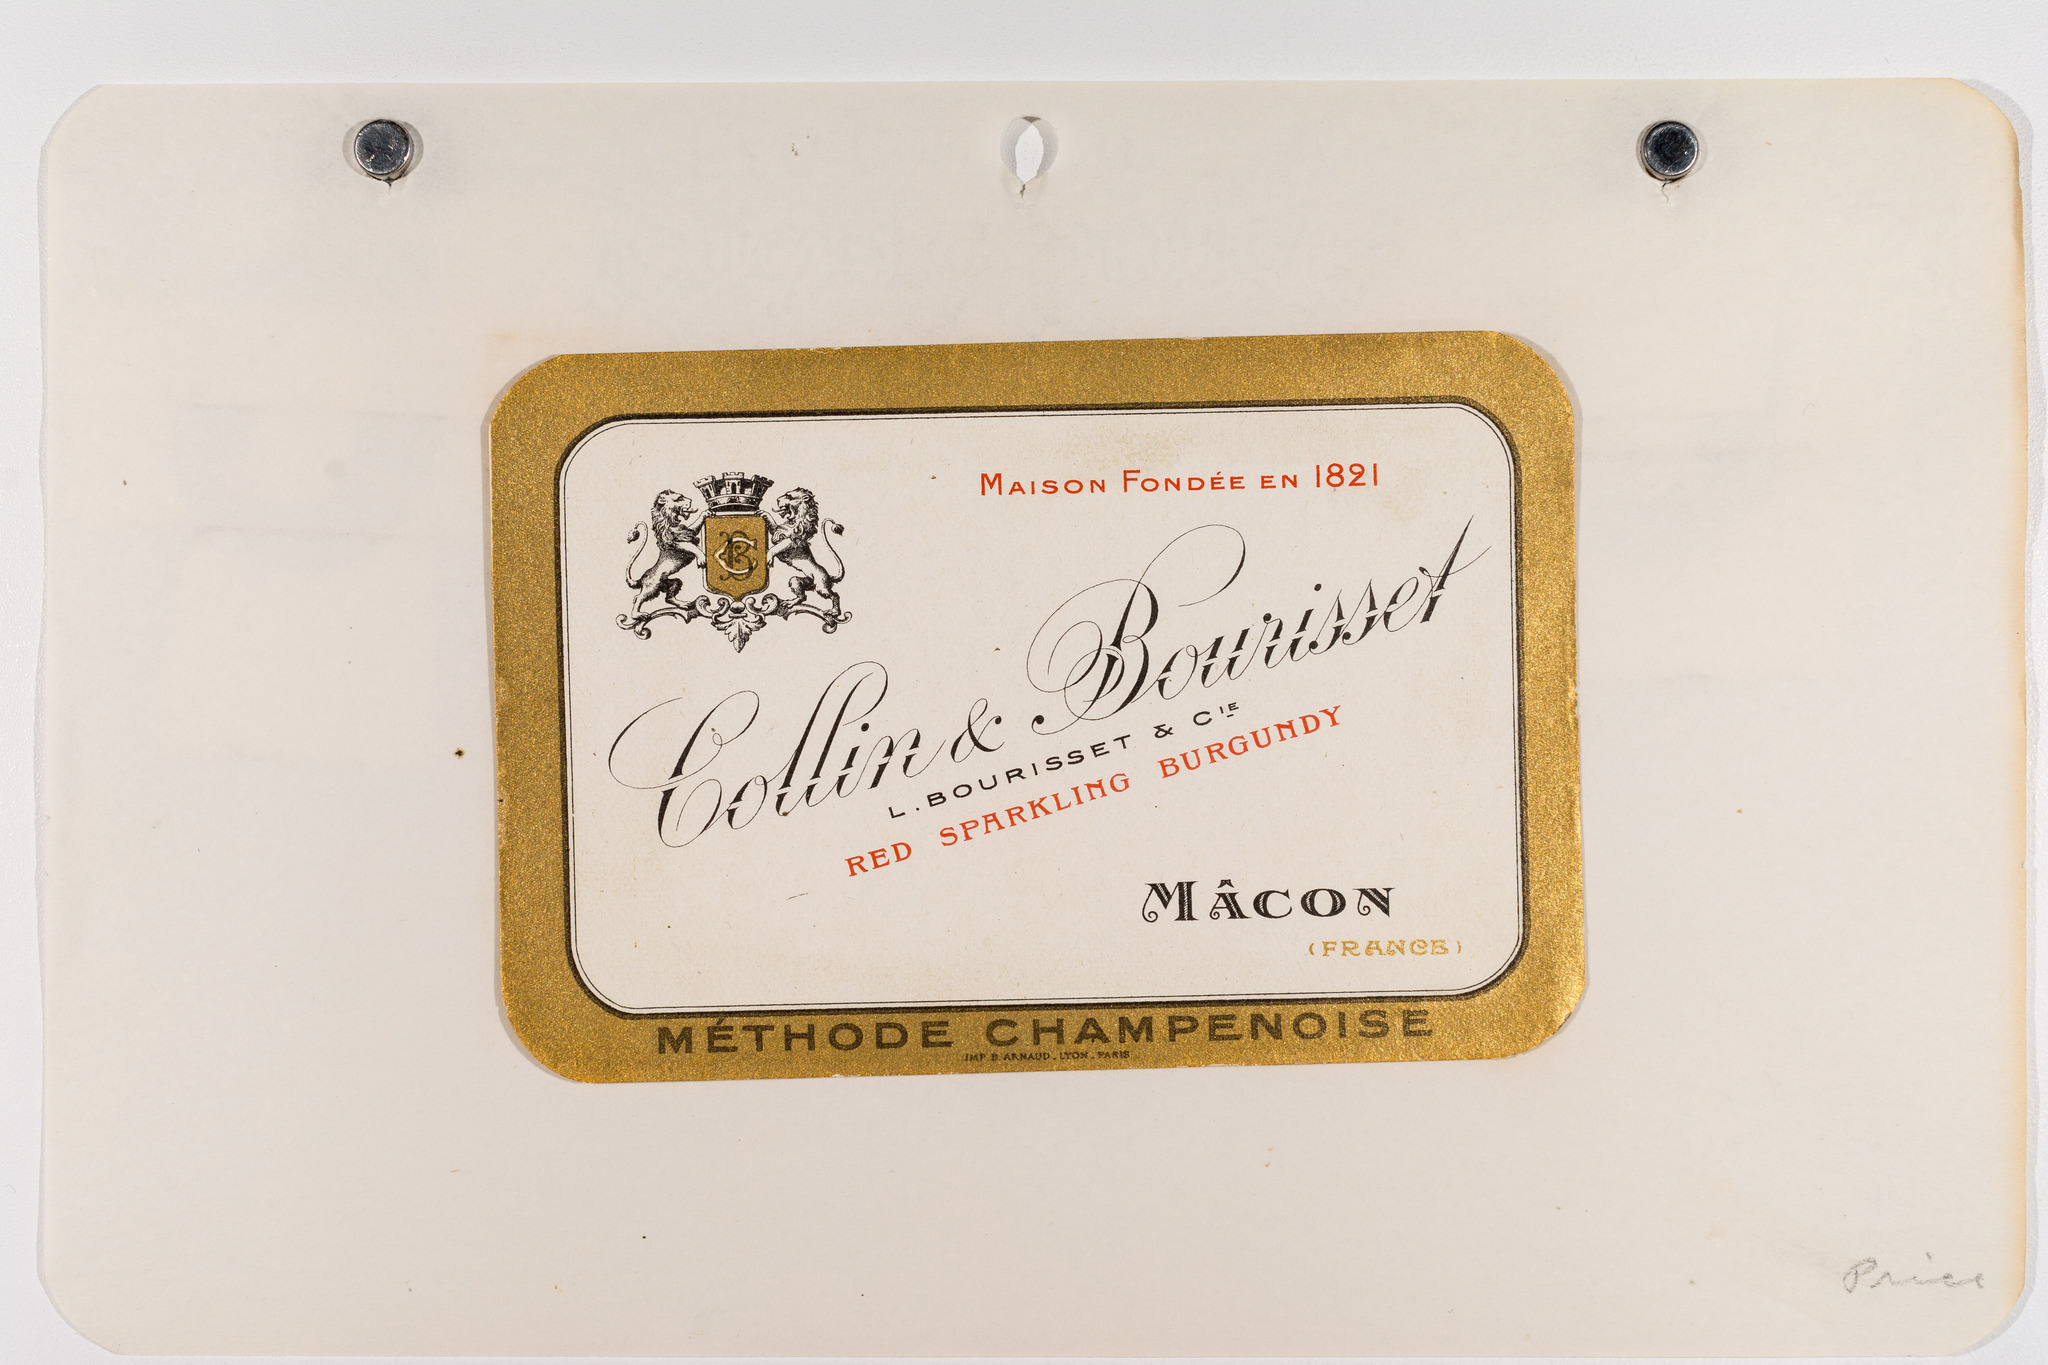 MAISON FONDÉE EN 1821
CB
Collin & Bourisset
L. BOURISSET & CIE
RED SPARKLING BURGUNDY
MÂCON
(FRANCE)
MÉTHODE CHAMPENOISE
IMP. B. ARNAUD. LYON. PARIS
Price